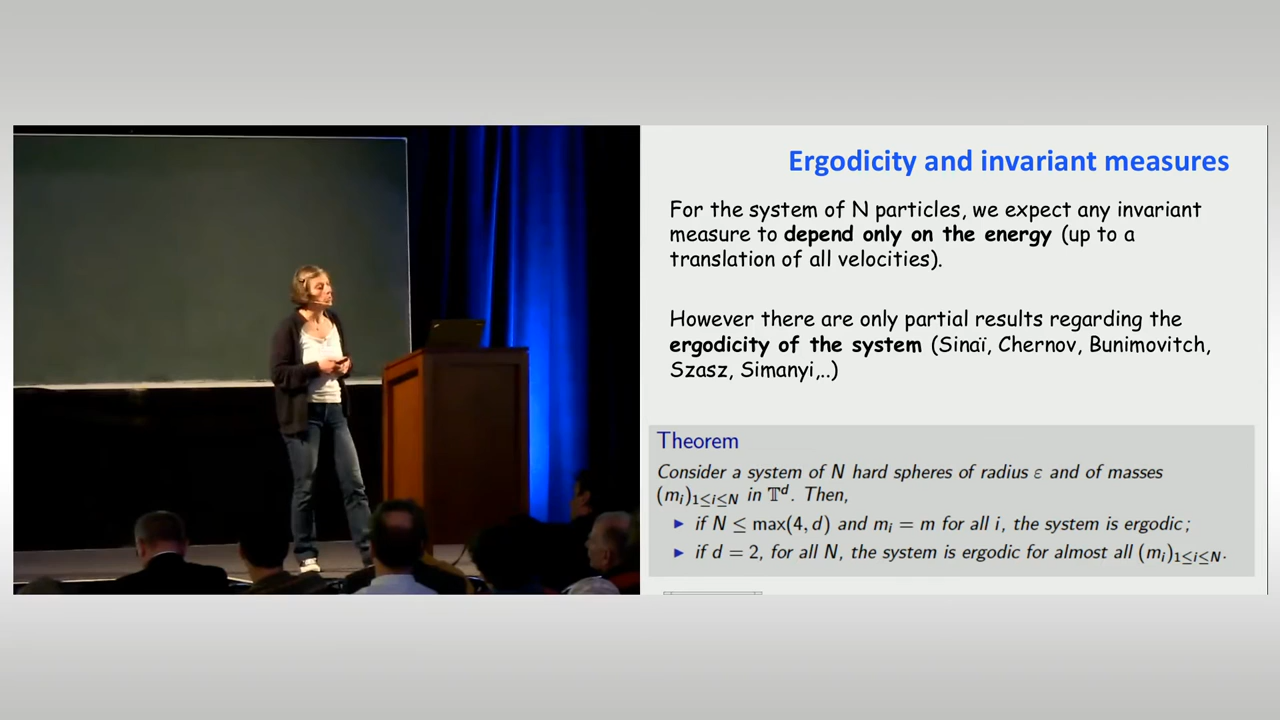 Ergodicity and invariant measures
For the system of N particles, we expect any invariant
measure to depend only on the energy (up to a
translation of all velocities).
However there are only partial results regarding the
ergodicity of the system (Sinaï, Chernov, Bunimovitch,
Szasz, Simanyi,..)
Theorem
Consider a system of N hard spheres of radius ε and of masses
(mᵢ)₁≤ᵢ≤N in 𝕋ᵈ. Then,
▶ if N ≤ max(4, d) and mᵢ = m for all i, the system is ergodic ;
▶ if d = 2, for all N, the system is ergodic for almost all (mᵢ)₁≤ᵢ≤N.